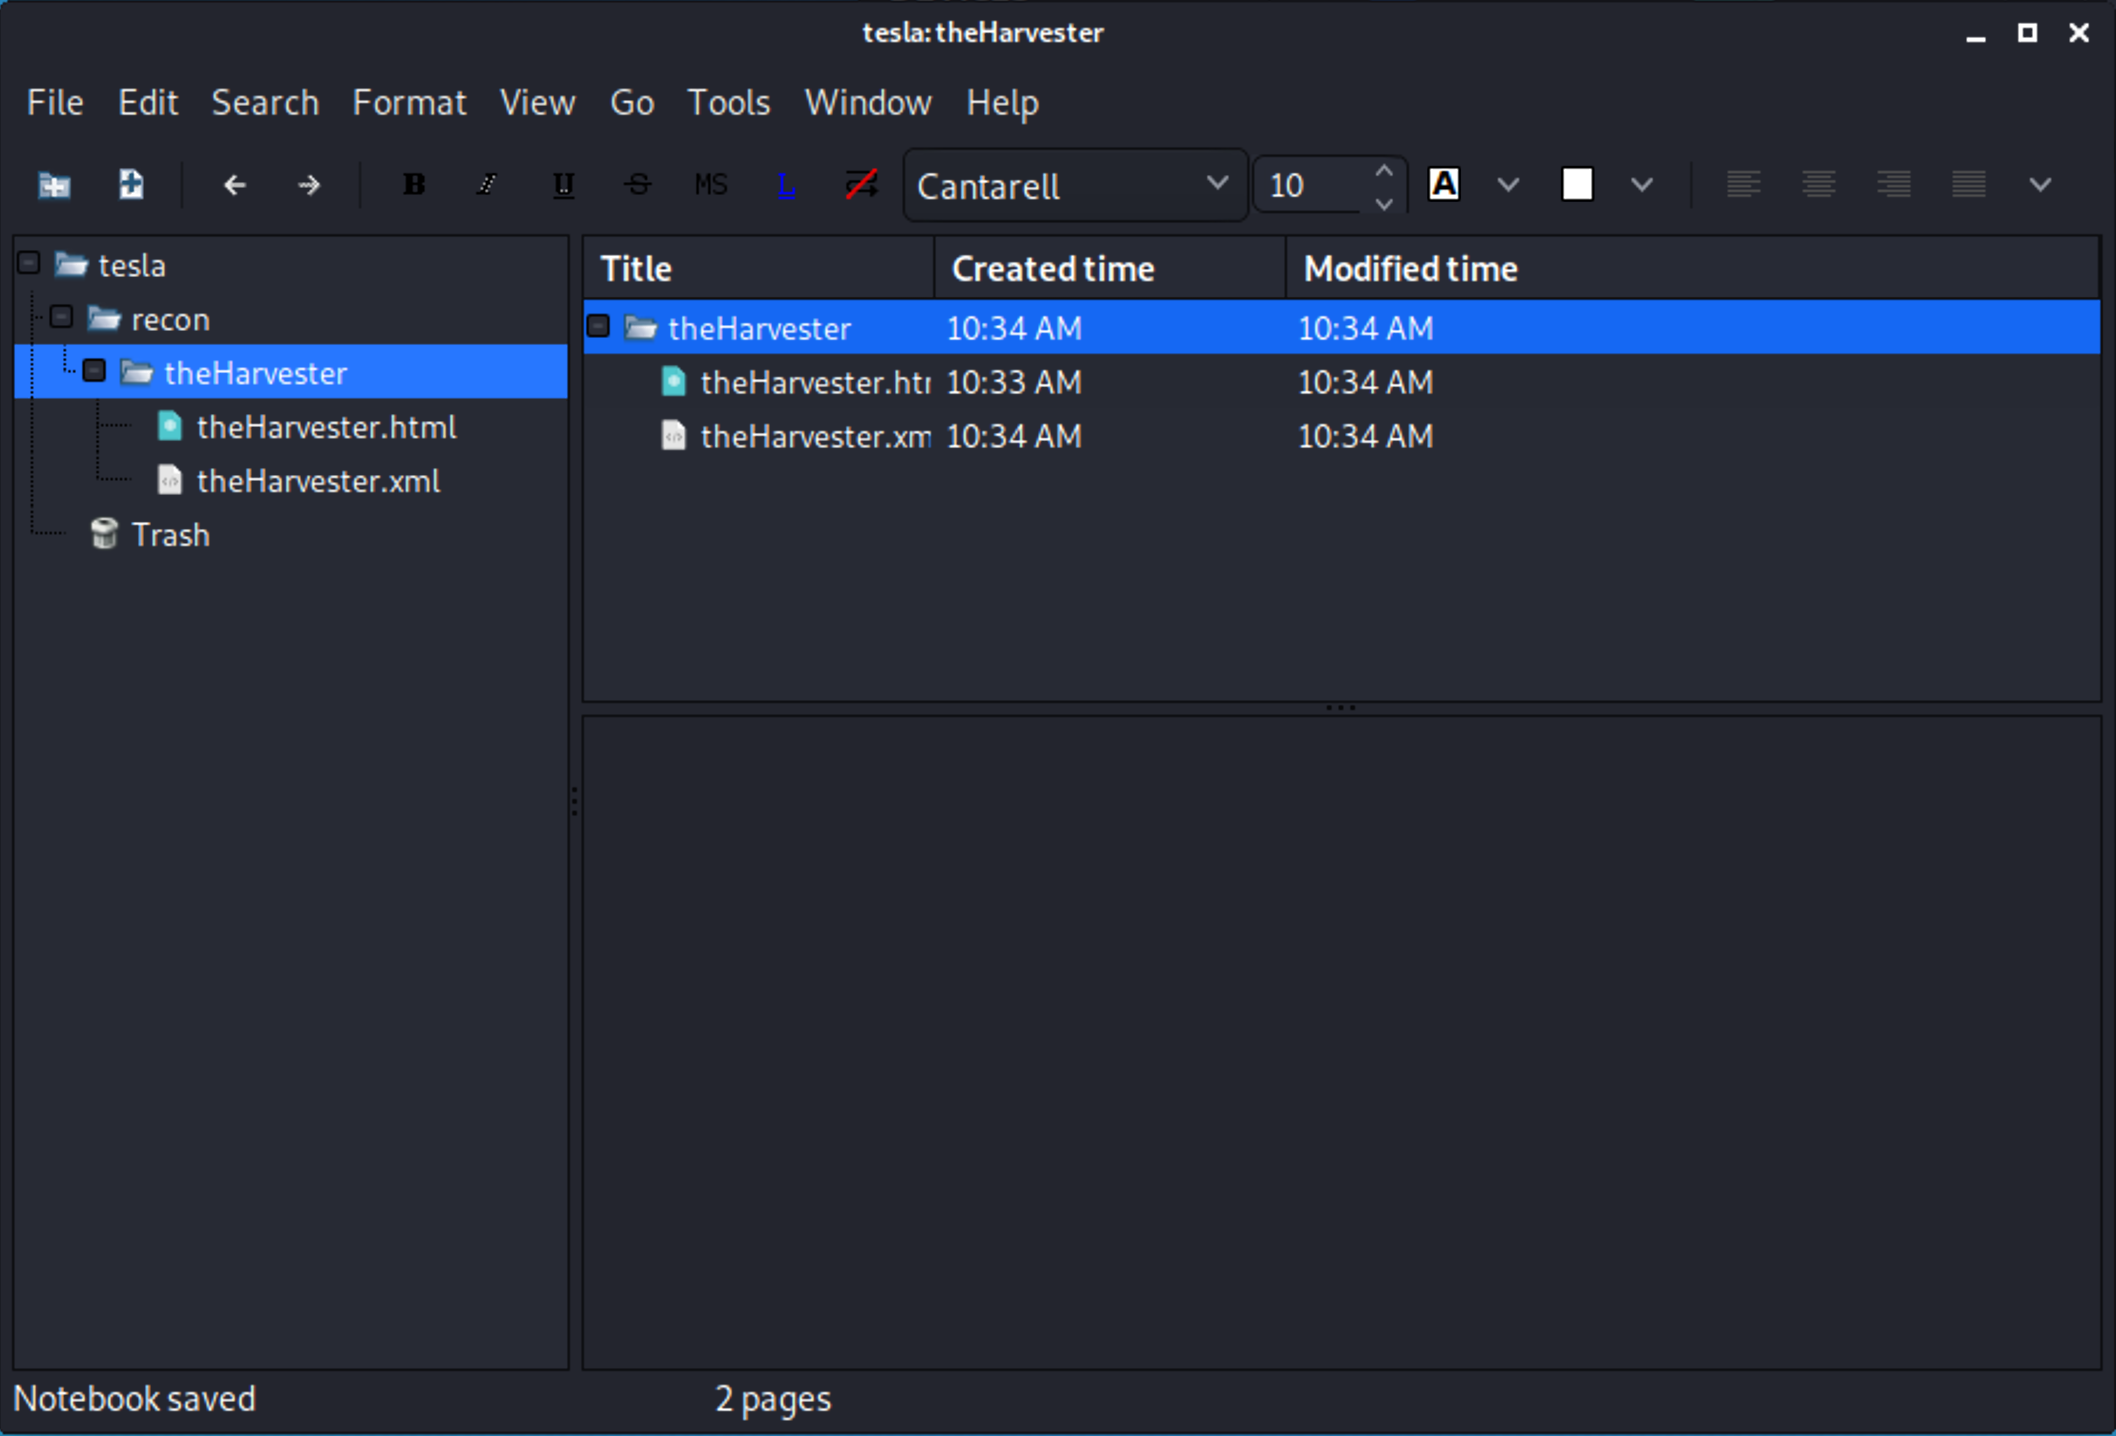 tesla: theHarvester
File Edit Search Format View Go Tools Window Help
B I U S MS L Cantarell 10 A
tesla
recon
theHarvester
theHarvester.html
theHarvester.xml
Trash
Title Created time Modified time
theHarvester 10:34 AM 10:34 AM
theHarvester.htr 10:33 AM 10:34 AM
theHarvester.xm 10:34 AM 10:34 AM
Notebook saved 2 pages